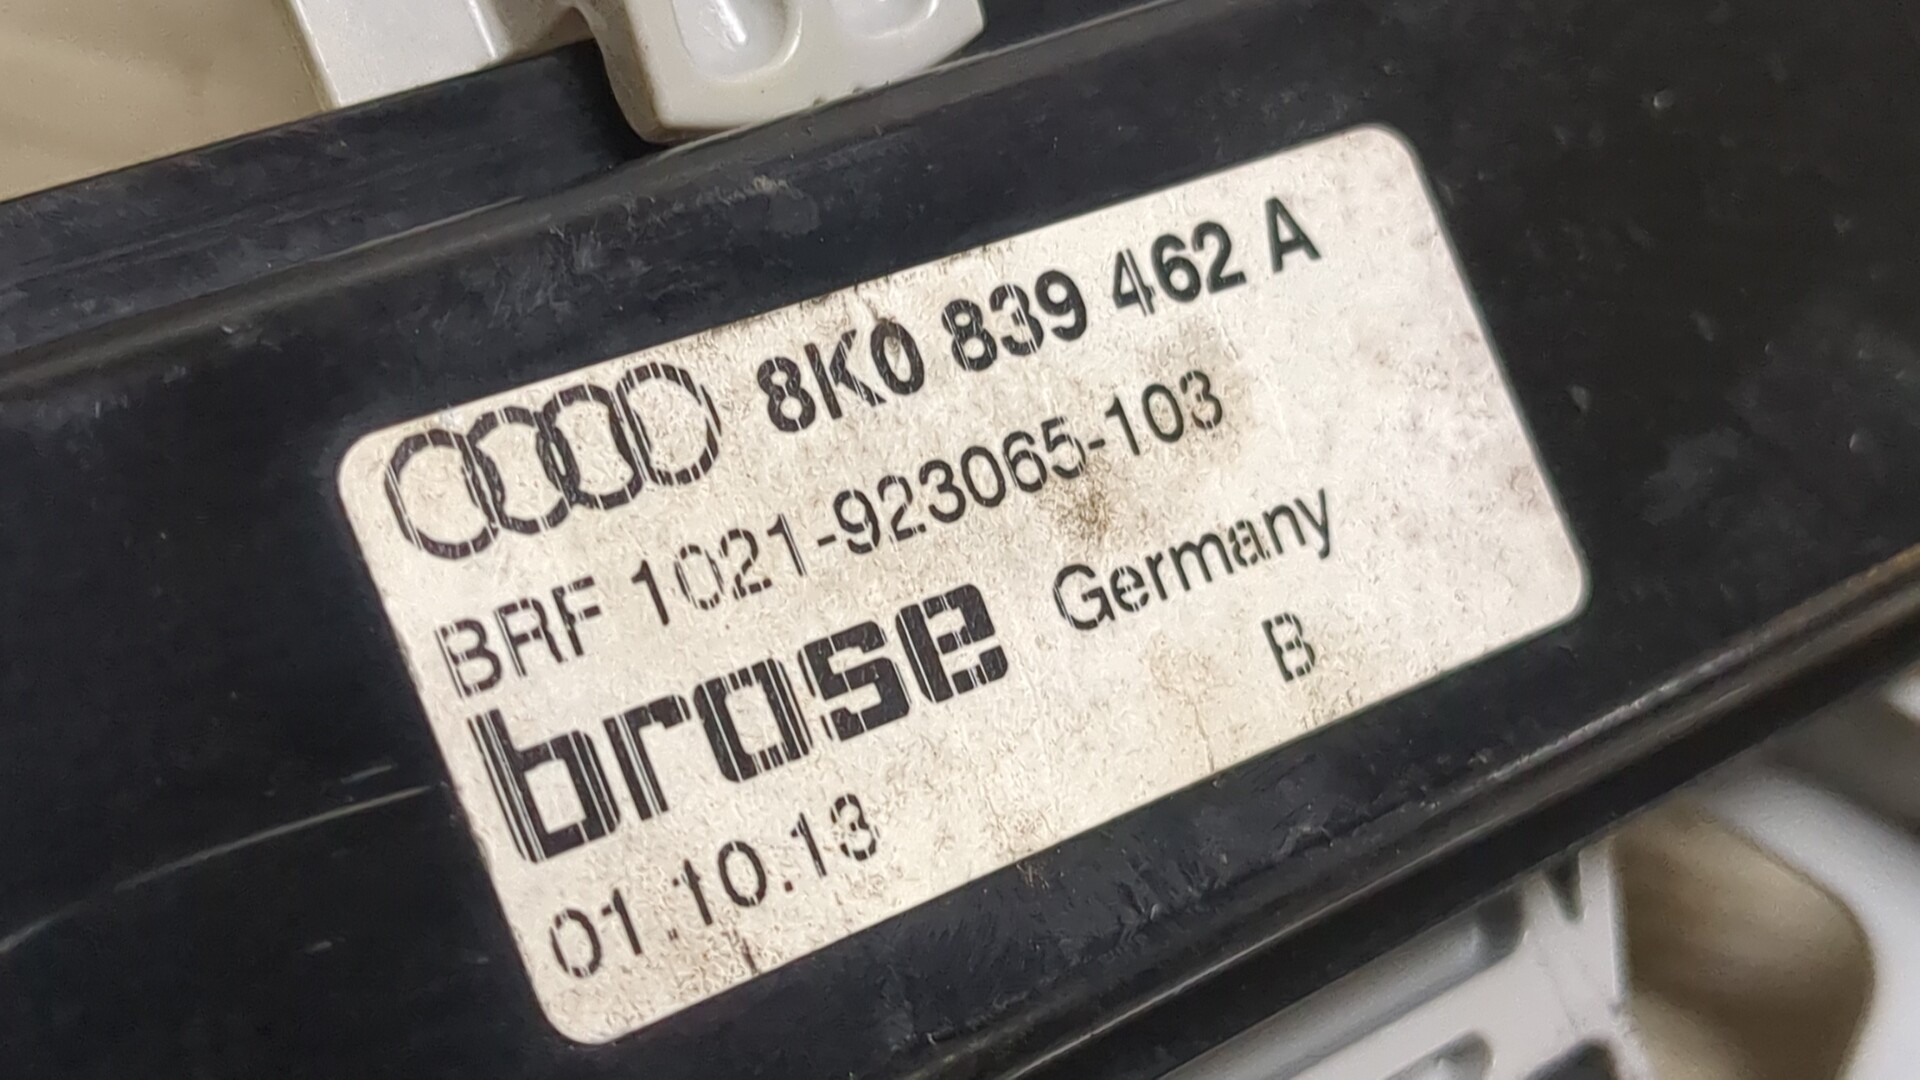 8K0 839 462 A
BRF 1021-923065-103
brose Germany
B
01.10.13